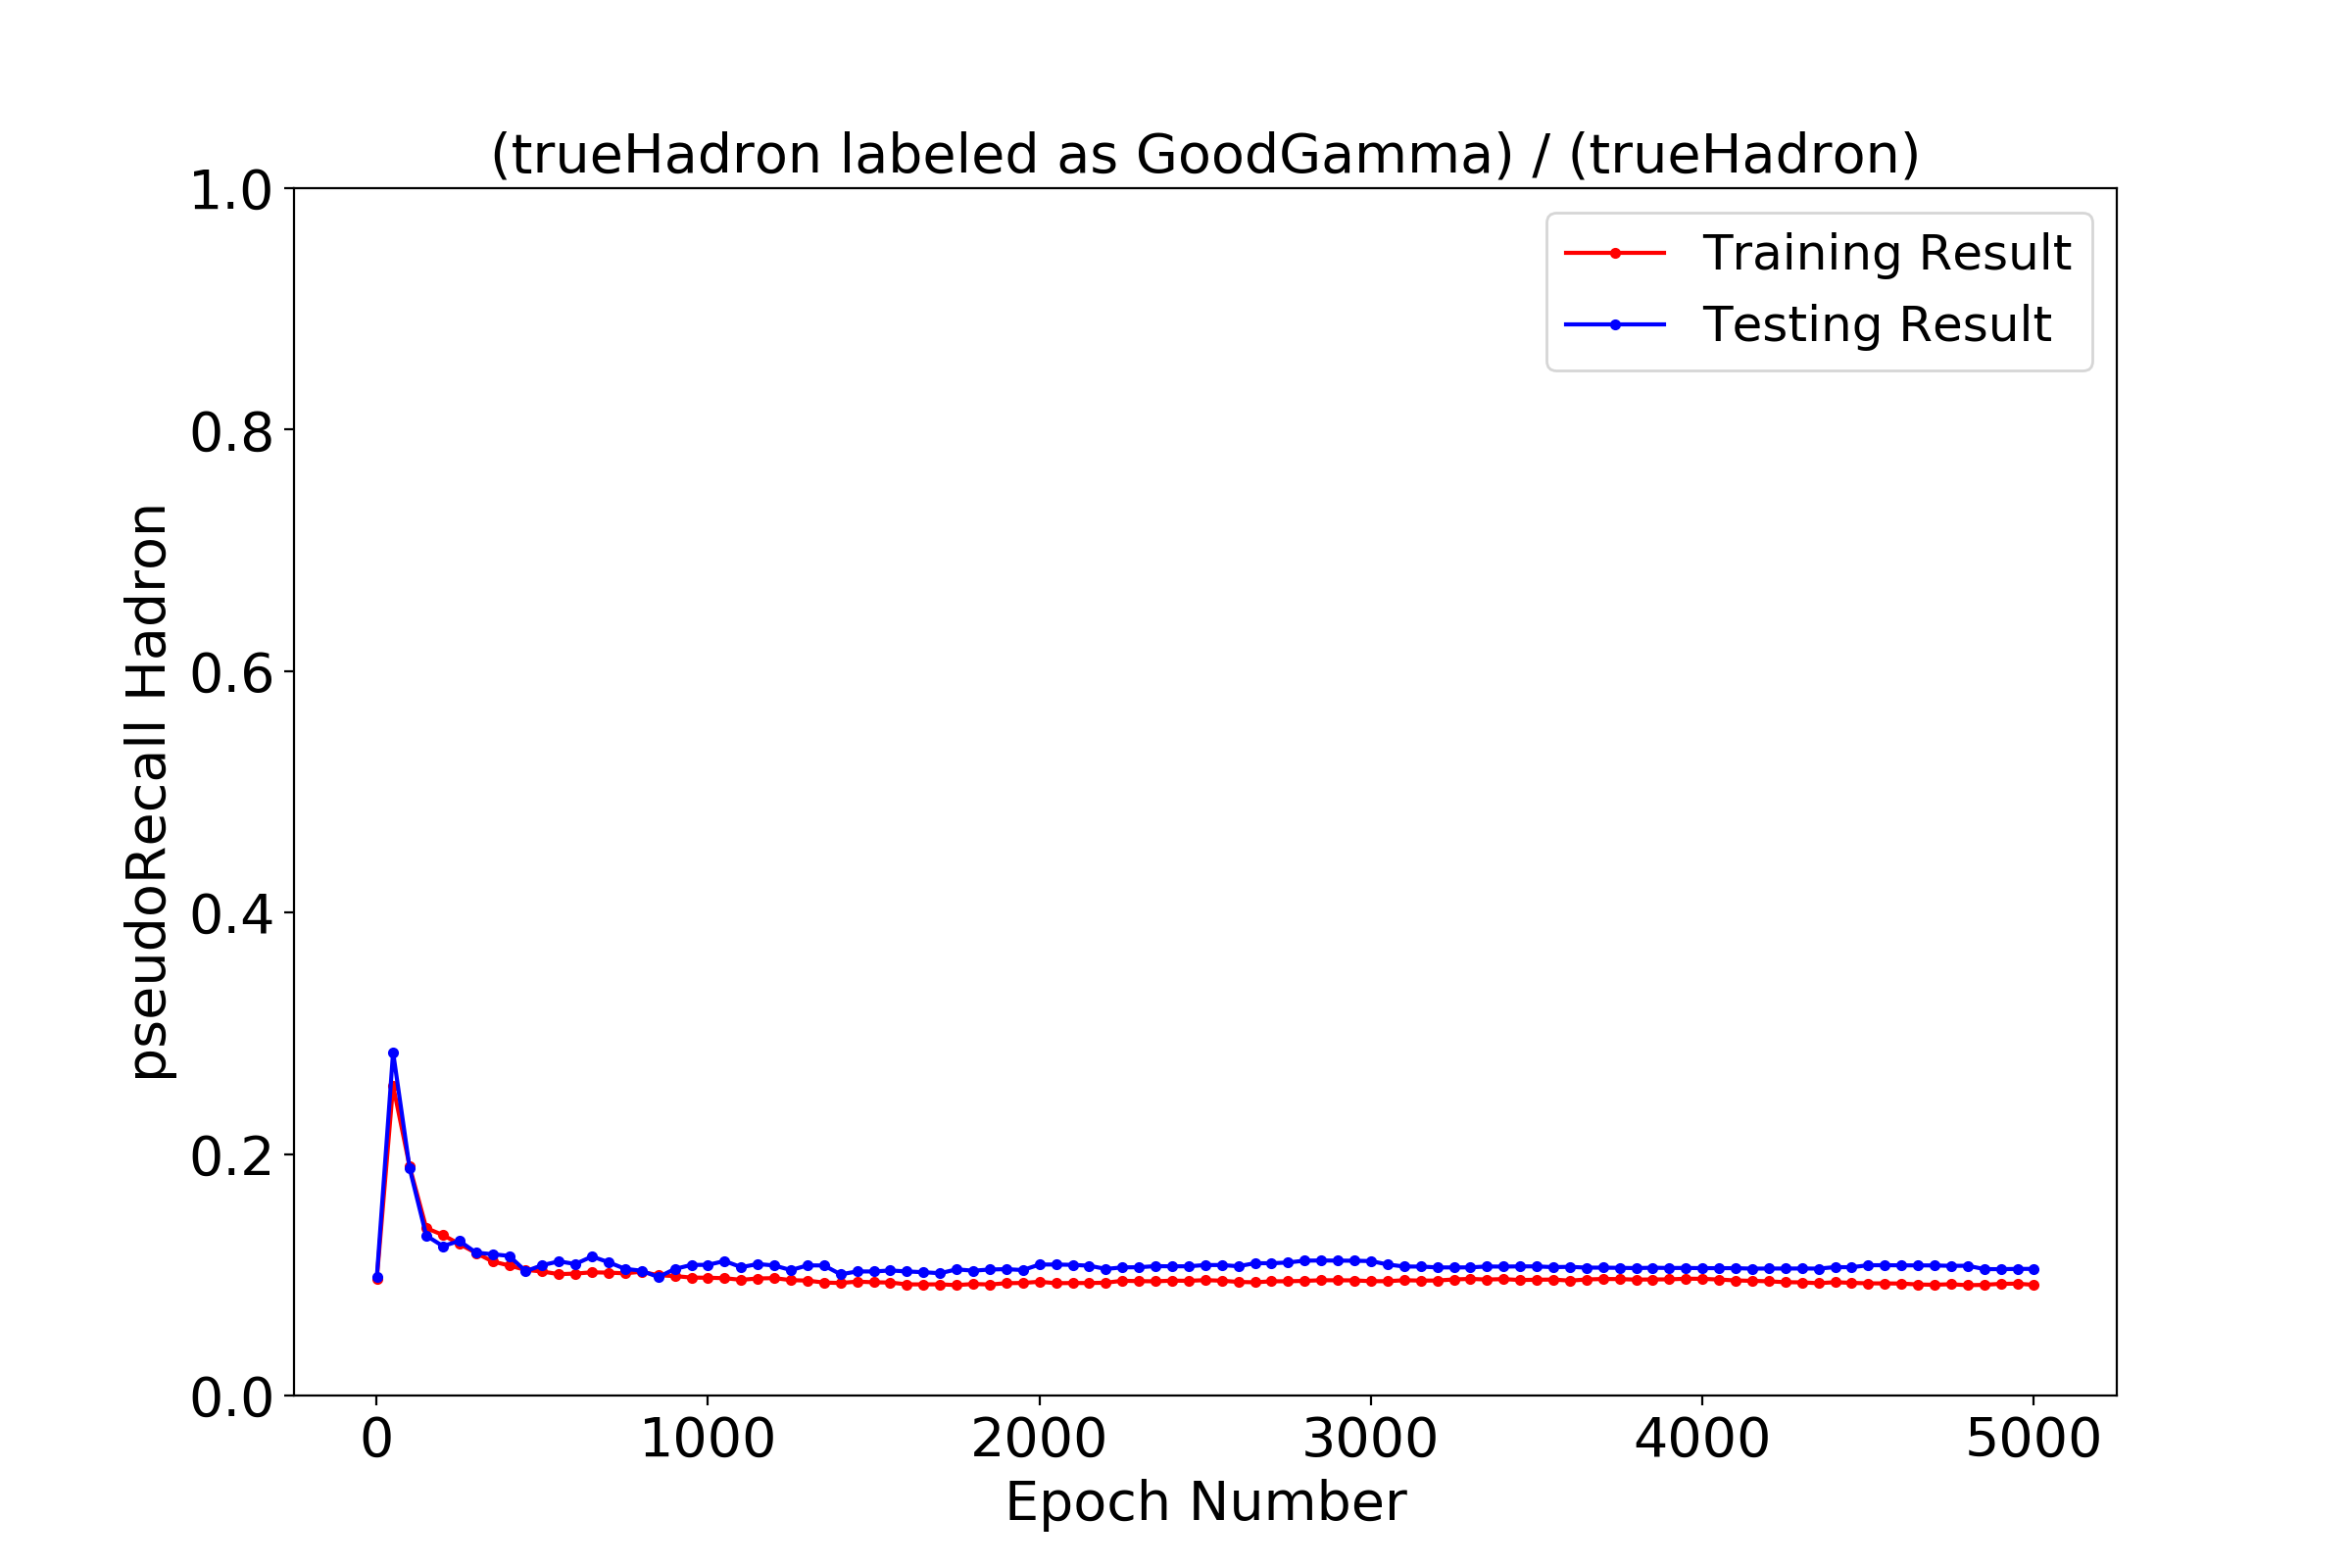 (trueHadron labeled as GoodGamma) / (trueHadron)
1.0
0.8
0.6
0.4
0.2
0.0
pseudoRecall Hadron
Training Result
Testing Result
0 1000 2000 3000 4000 5000
Epoch Number